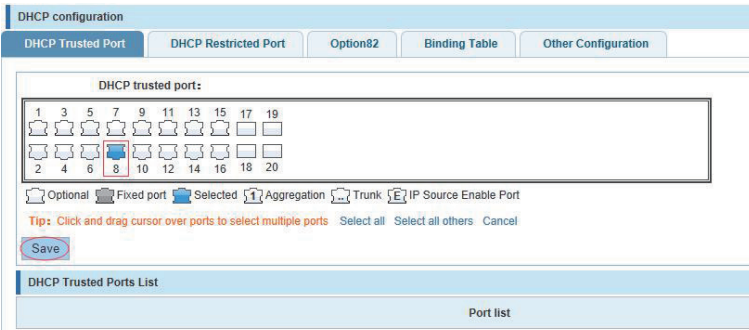 DHCP configuration
DHCP Trusted Port DHCP Restricted Port Option82 Binding Table Other Configuration
DHCP trusted port:
1 3 5 7 9 11 13 15 17 19
2 4 6 8 10 12 14 16 18 20
Optional Fixed port Selected 1 Aggregation ... Trunk E IP Source Enable Port
Tip: Click and drag cursor over ports to select multiple ports Select all Select all others Cancel
Save
DHCP Trusted Ports List
Port list